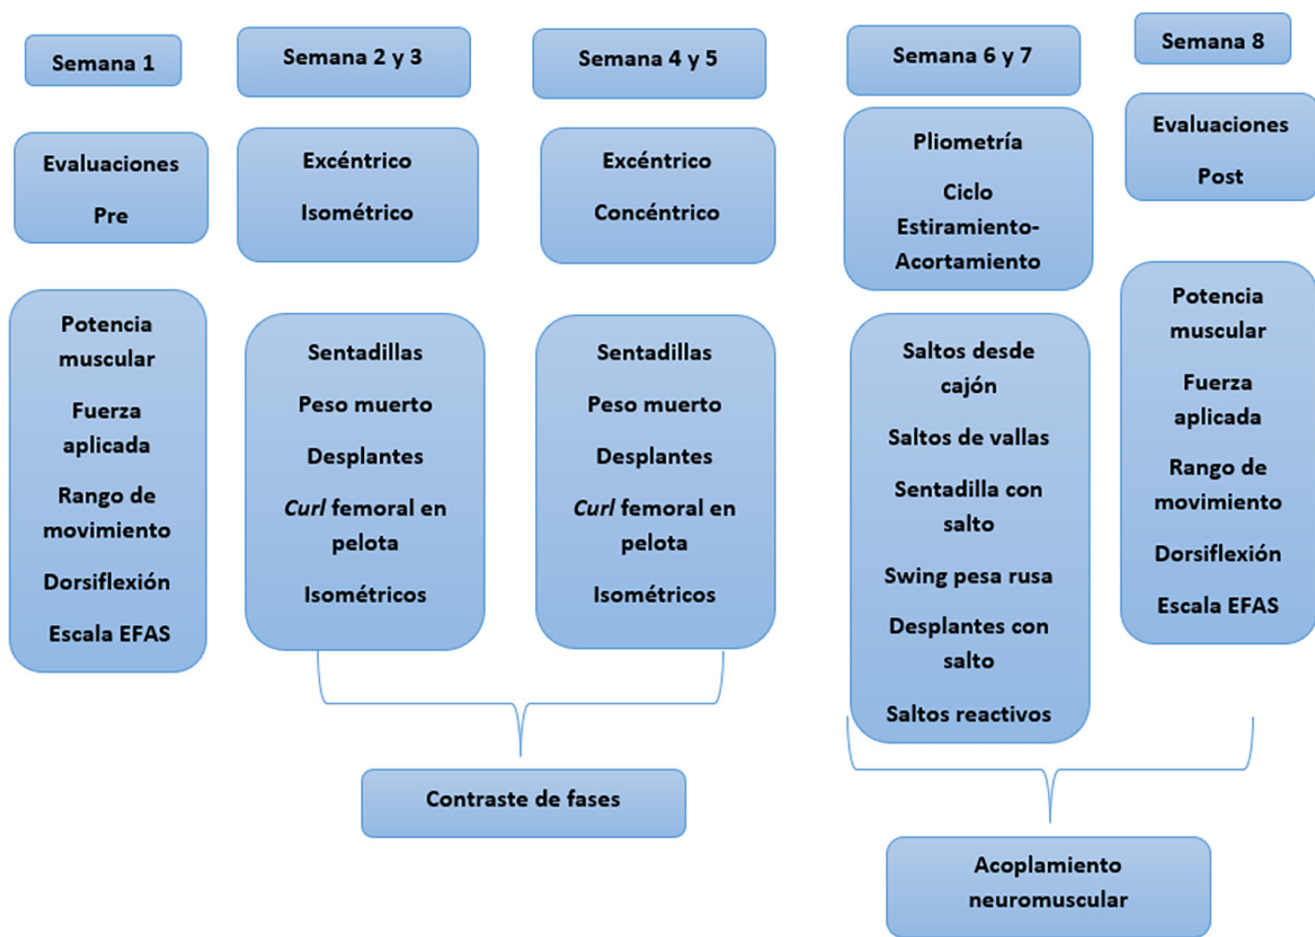 Semana 1
Evaluaciones
Pre
Potencia
muscular
Fuerza
aplicada
Rango de
movimiento
Dorsiflexión
Escala EFAS
Semana 2 y 3
Excéntrico
Isométrico
Sentadillas
Peso muerto
Desplantes
Curl femoral en
pelota
Isométricos
Semana 4 y 5
Excéntrico
Concéntrico
Sentadillas
Peso muerto
Desplantes
Curl femoral en
pelota
Isométricos
Contraste de fases
Semana 6 y 7
Pliometría
Ciclo
Estiramiento-
Acortamiento
Saltos desde
cajón
Saltos de vallas
Sentadilla con
salto
Swing pesa rusa
Desplantes con
salto
Saltos reactivos
Semana 8
Evaluaciones
Post
Potencia
muscular
Fuerza
aplicada
Rango de
movimiento
Dorsiflexión
Escala EFAS
Acoplamiento
neuromuscular